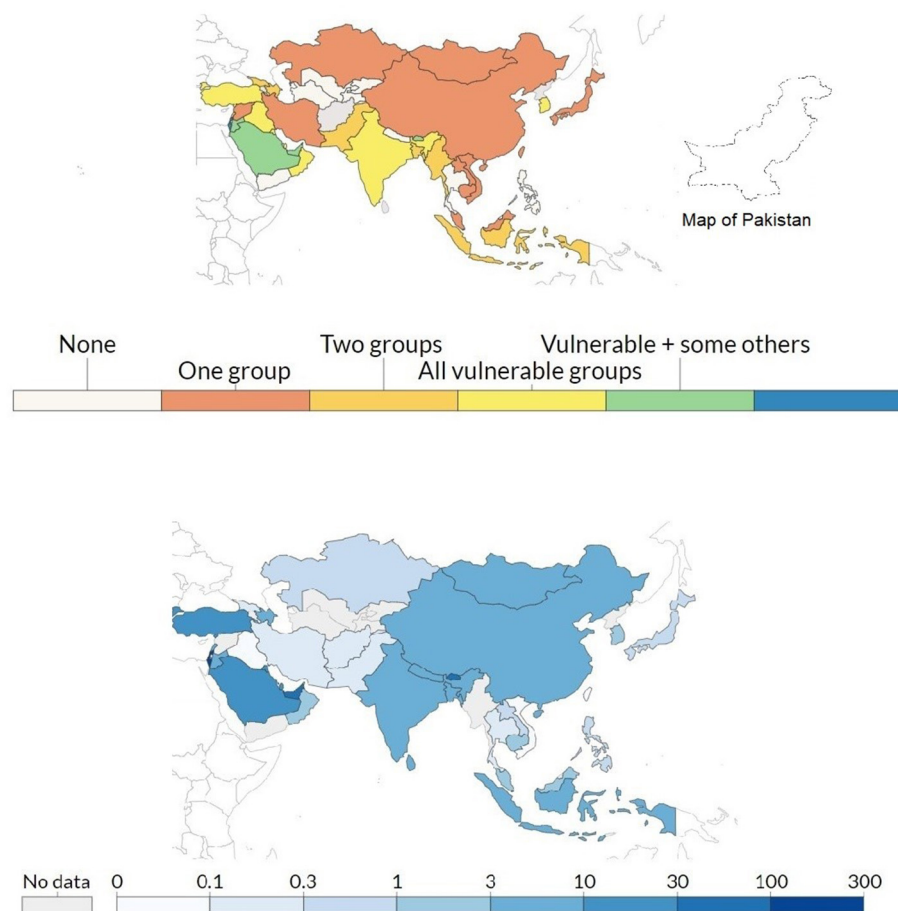 Map of Pakistan
None
Two groups
Vulnerable + some others
One group
All vulnerable groups
No data
0
0.1
0.3
1
3
10
30
100
300